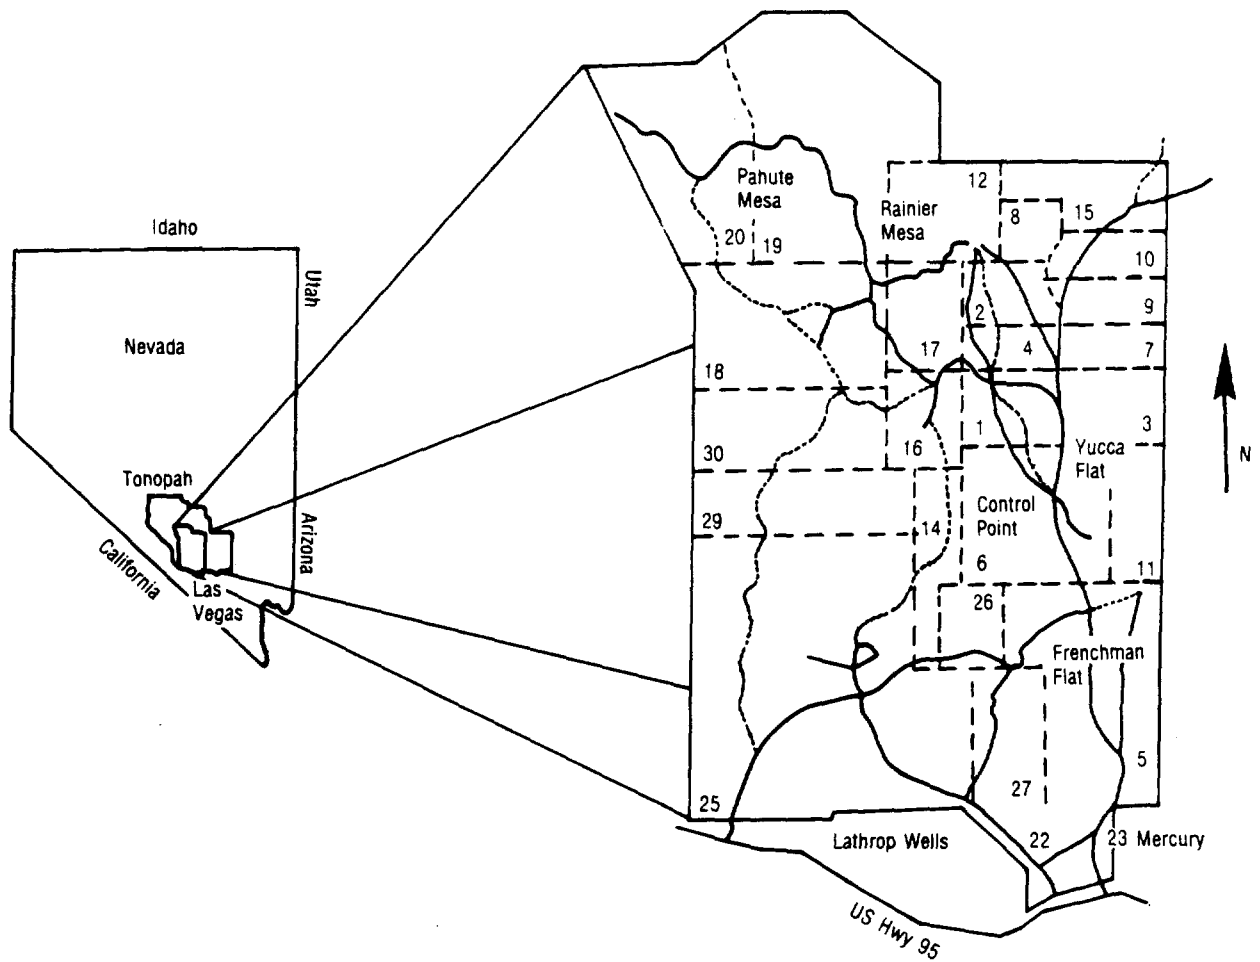 Idaho
Utah
Nevada
Tonopah
California
Las
Vegas
Arizona
Pahute
Mesa
20
19
Rainier
Mesa
12
8
15
10
2
9
17
4
7
18
16
1
3
Yucca
Flat
30
N
29
14
Control
Point
6
11
26
Frenchman
Flat
5
27
25
Lathrop Wells
22
23 Mercury
US Hwy 95